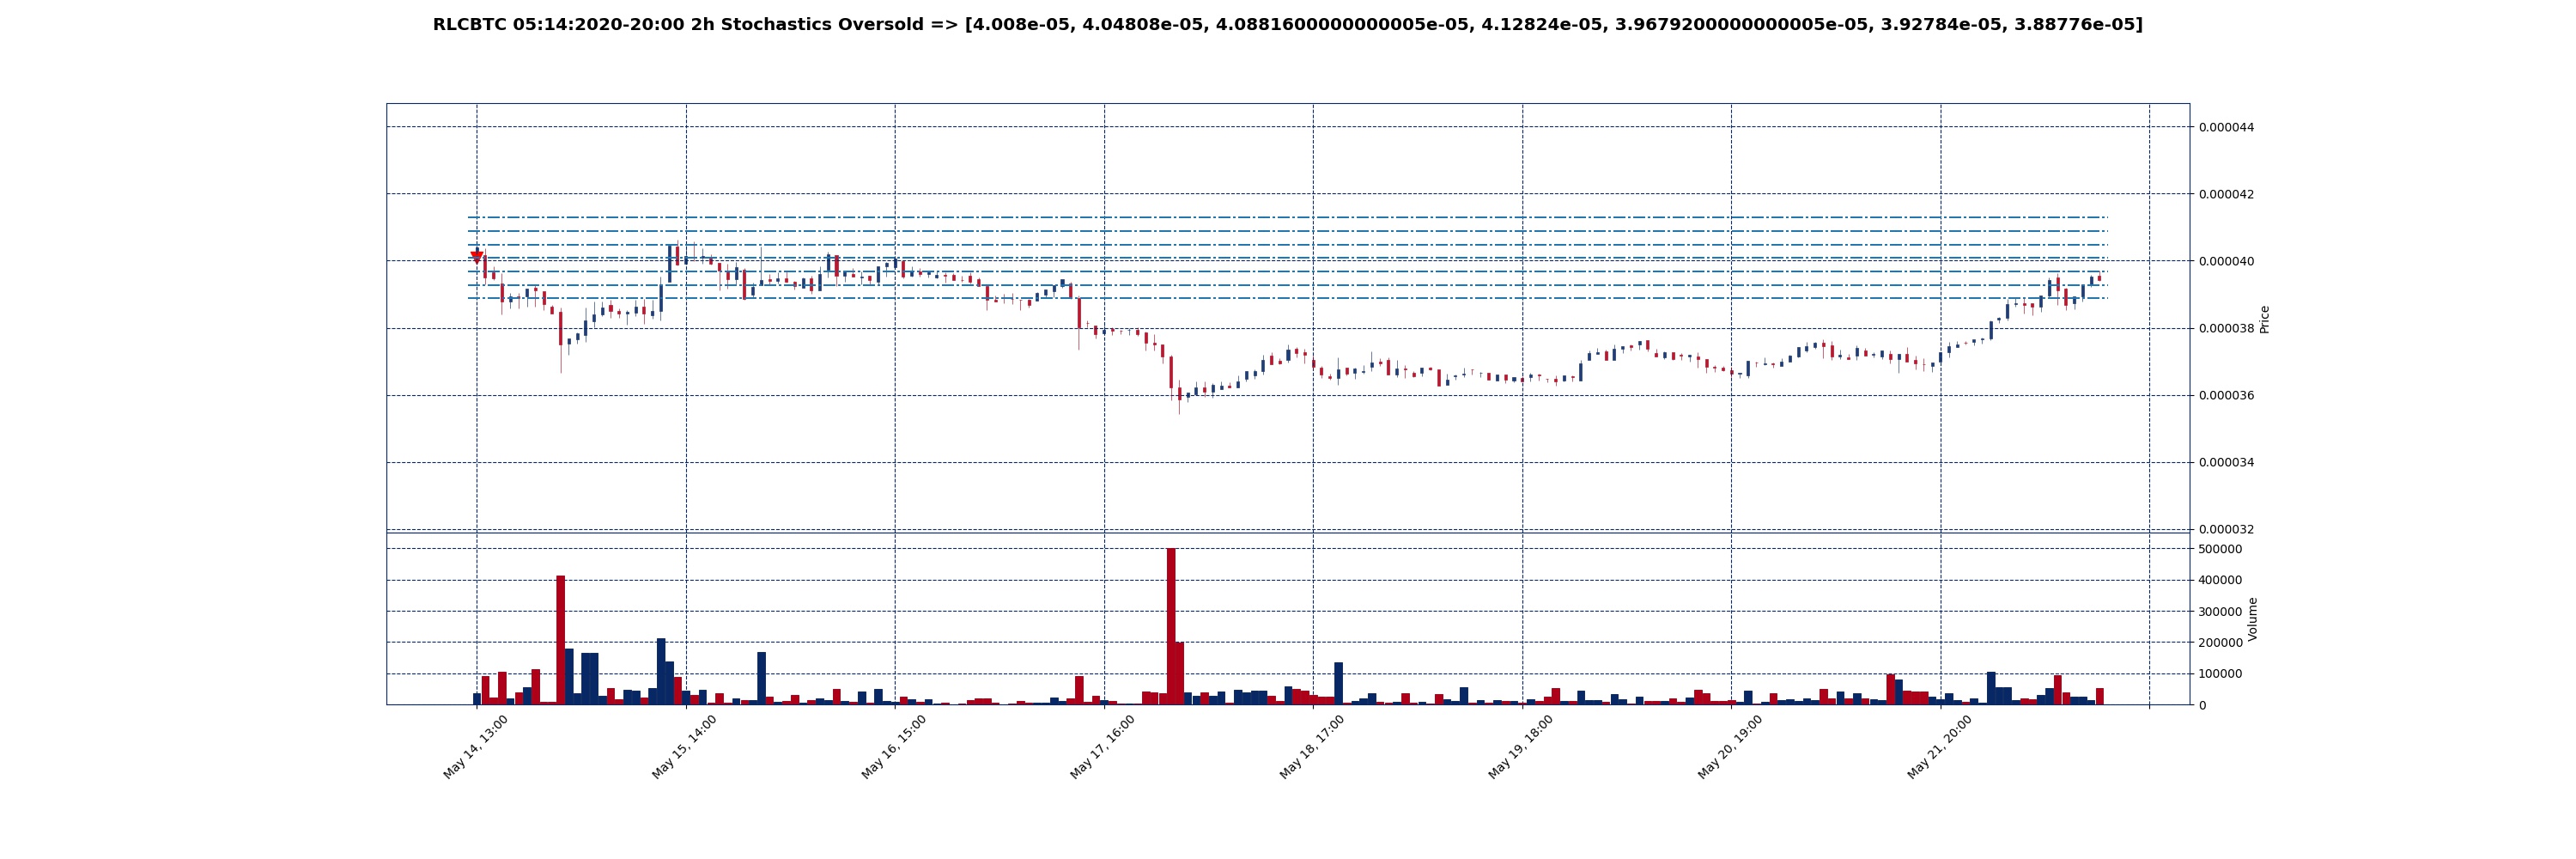 RLCBTC 05:14:2020-20:00 2h Stochastics Oversold => [4.008e-05, 4.04808e-05, 4.0881600000000005e-05, 4.12824e-05, 3.9679200000000005e-05, 3.92784e-05, 3.88776e-05]
0.000044
0.000042
0.000040
0.000038
0.000036
0.000034
0.000032
Price
500000
400000
300000
200000
100000
0
Volume
May 14, 13:00
May 15, 14:00
May 16, 15:00
May 17, 16:00
May 18, 17:00
May 19, 18:00
May 20, 19:00
May 21, 20:00